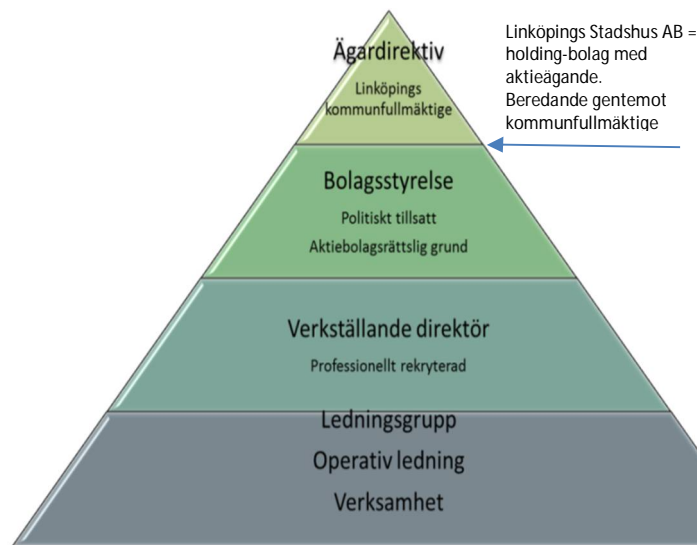 Ägardirektiv
Linköpings
kommunfullmäktige
Linköpings Stadshus AB =
holding-bolag med
aktieägande.
Beredande gentemot
kommunfullmäktige
Bolagsstyrelse
Politiskt tillsatt
Aktiebolagsrättslig grund
Verkställande direktör
Professionellt rekryterad
Ledningsgrupp
Operativ ledning
Verksamhet